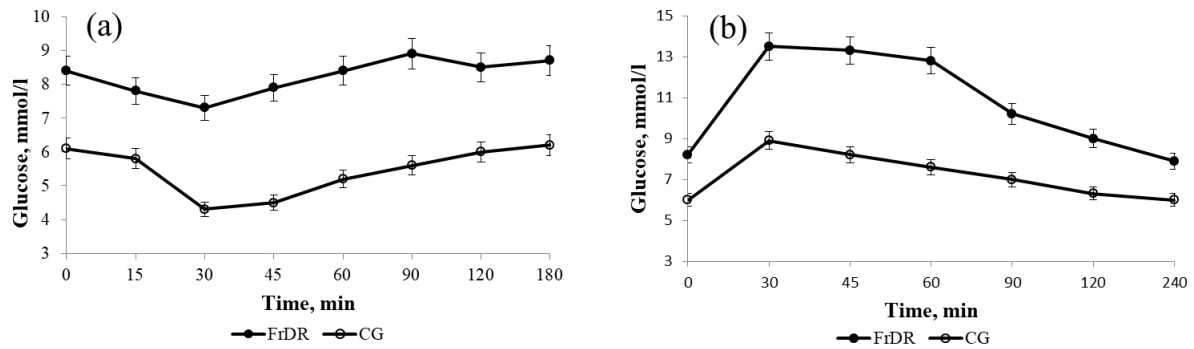 (a)
Glucose, mmol/l
10
9
8
7
6
5
4
3
0 15 30 45 60 90 120 180
Time, min
FrDR CG
(b)
Glucose, mmol/l
15
13
11
9
7
5
3
0 30 45 60 90 120 240
Time, min
FrDR CG